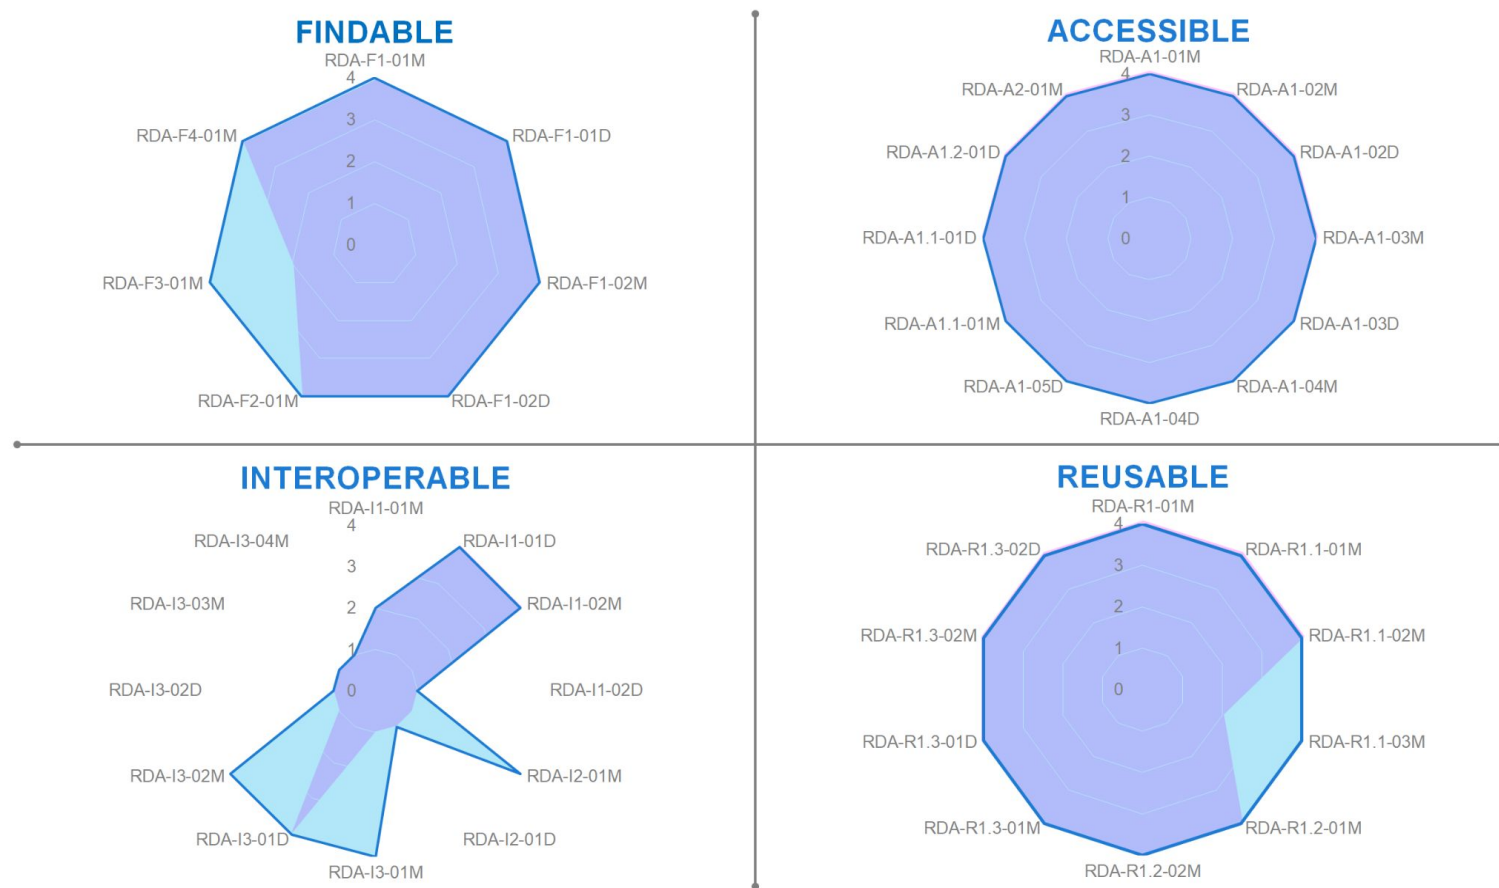 FINDABLE
RDA-F1-01M
4
3
2
1
0
RDA-F1-01D
RDA-F1-02M
RDA-F1-02D
RDA-F2-01M
RDA-F3-01M
RDA-F4-01M
ACCESSIBLE
RDA-A1-01M
4
3
2
1
0
RDA-A1-02M
RDA-A1-02D
RDA-A1-03M
RDA-A1-03D
RDA-A1-04M
RDA-A1-04D
RDA-A1-05D
RDA-A1.1-01M
RDA-A1.1-01D
RDA-A1.2-01D
RDA-A2-01M
INTEROPERABLE
RDA-I1-01M
4
3
2
1
0
RDA-I1-01D
RDA-I1-02M
RDA-I1-02D
RDA-I2-01M
RDA-I2-01D
RDA-I3-01M
RDA-I3-01D
RDA-I3-02M
RDA-I3-02D
RDA-I3-03M
RDA-I3-04M
REUSABLE
RDA-R1-01M
4
3
2
1
0
RDA-R1.1-01M
RDA-R1.1-02M
RDA-R1.1-03M
RDA-R1.2-01M
RDA-R1.2-02M
RDA-R1.3-01M
RDA-R1.3-01D
RDA-R1.3-02M
RDA-R1.3-02D